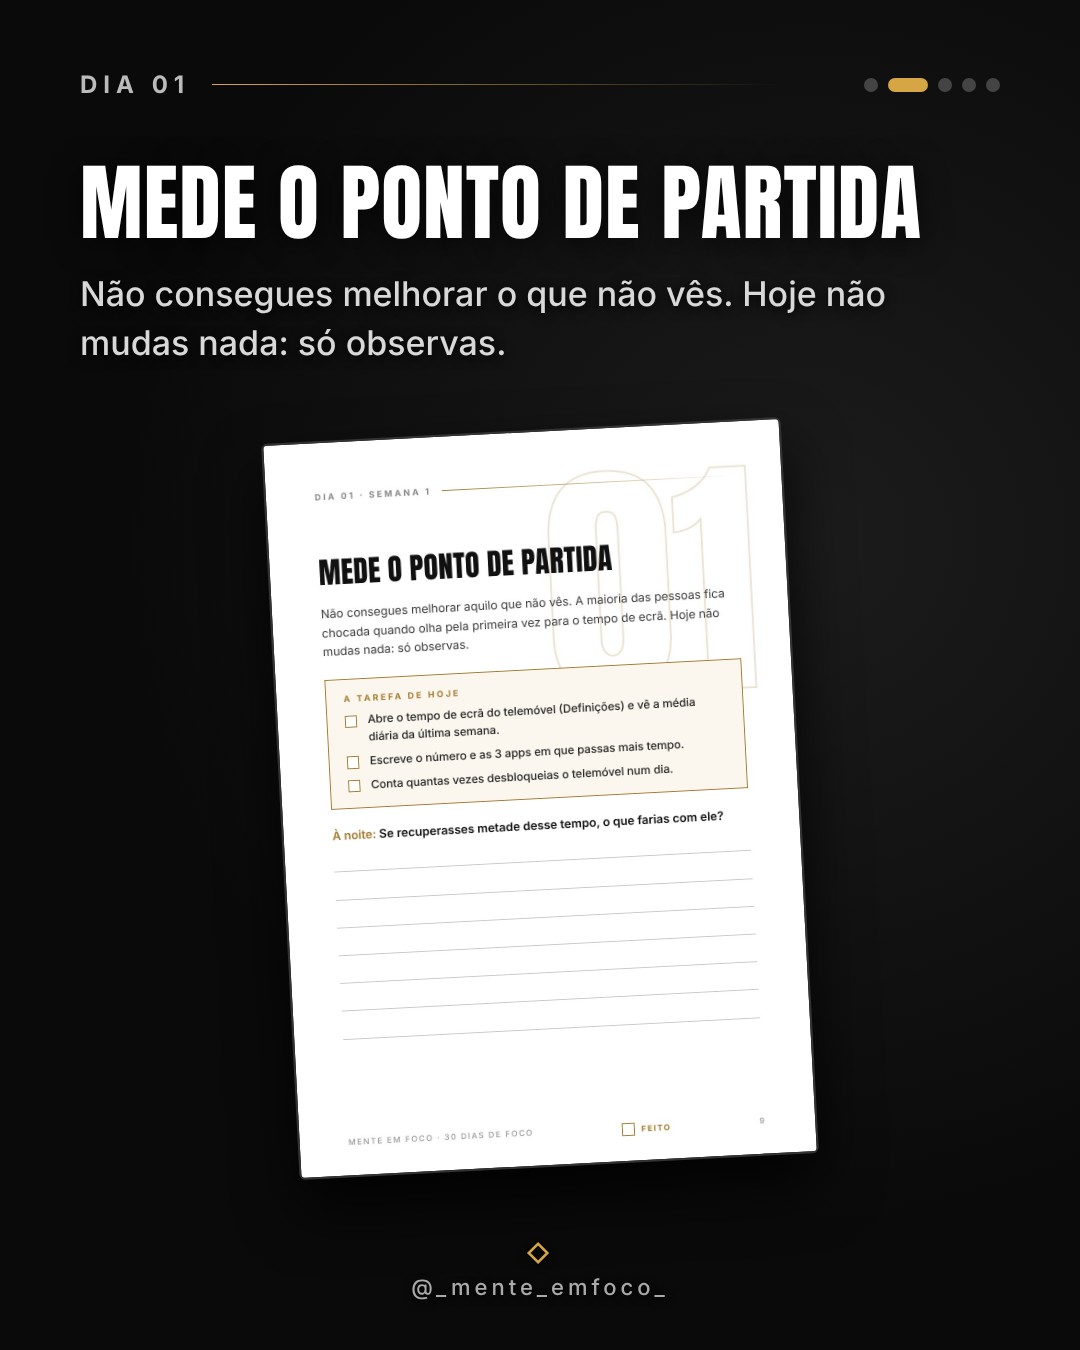 DIA 01
MEDE O PONTO DE PARTIDA
Não consegues melhorar o que não vês. Hoje não
mudas nada: só observas.
DIA 01 · SEMANA 1
01
MEDE O PONTO DE PARTIDA
Não consegues melhorar aquilo que não vês. A maioria das pessoas fica
chocada quando olha pela primeira vez para o tempo de ecrã. Hoje não
mudas nada: só observas.
A TAREFA DE HOJE
Abre o tempo de ecrã do telemóvel (Definições) e vê a média
diária da última semana.
Escreve o número e as 3 apps em que passas mais tempo.
Conta quantas vezes desbloqueias o telemóvel num dia.
À noite: Se recuperasses metade desse tempo, o que farias com ele?
MENTE EM FOCO · 30 DIAS DE FOCO
FEITO
9
@_mente_emfoco_